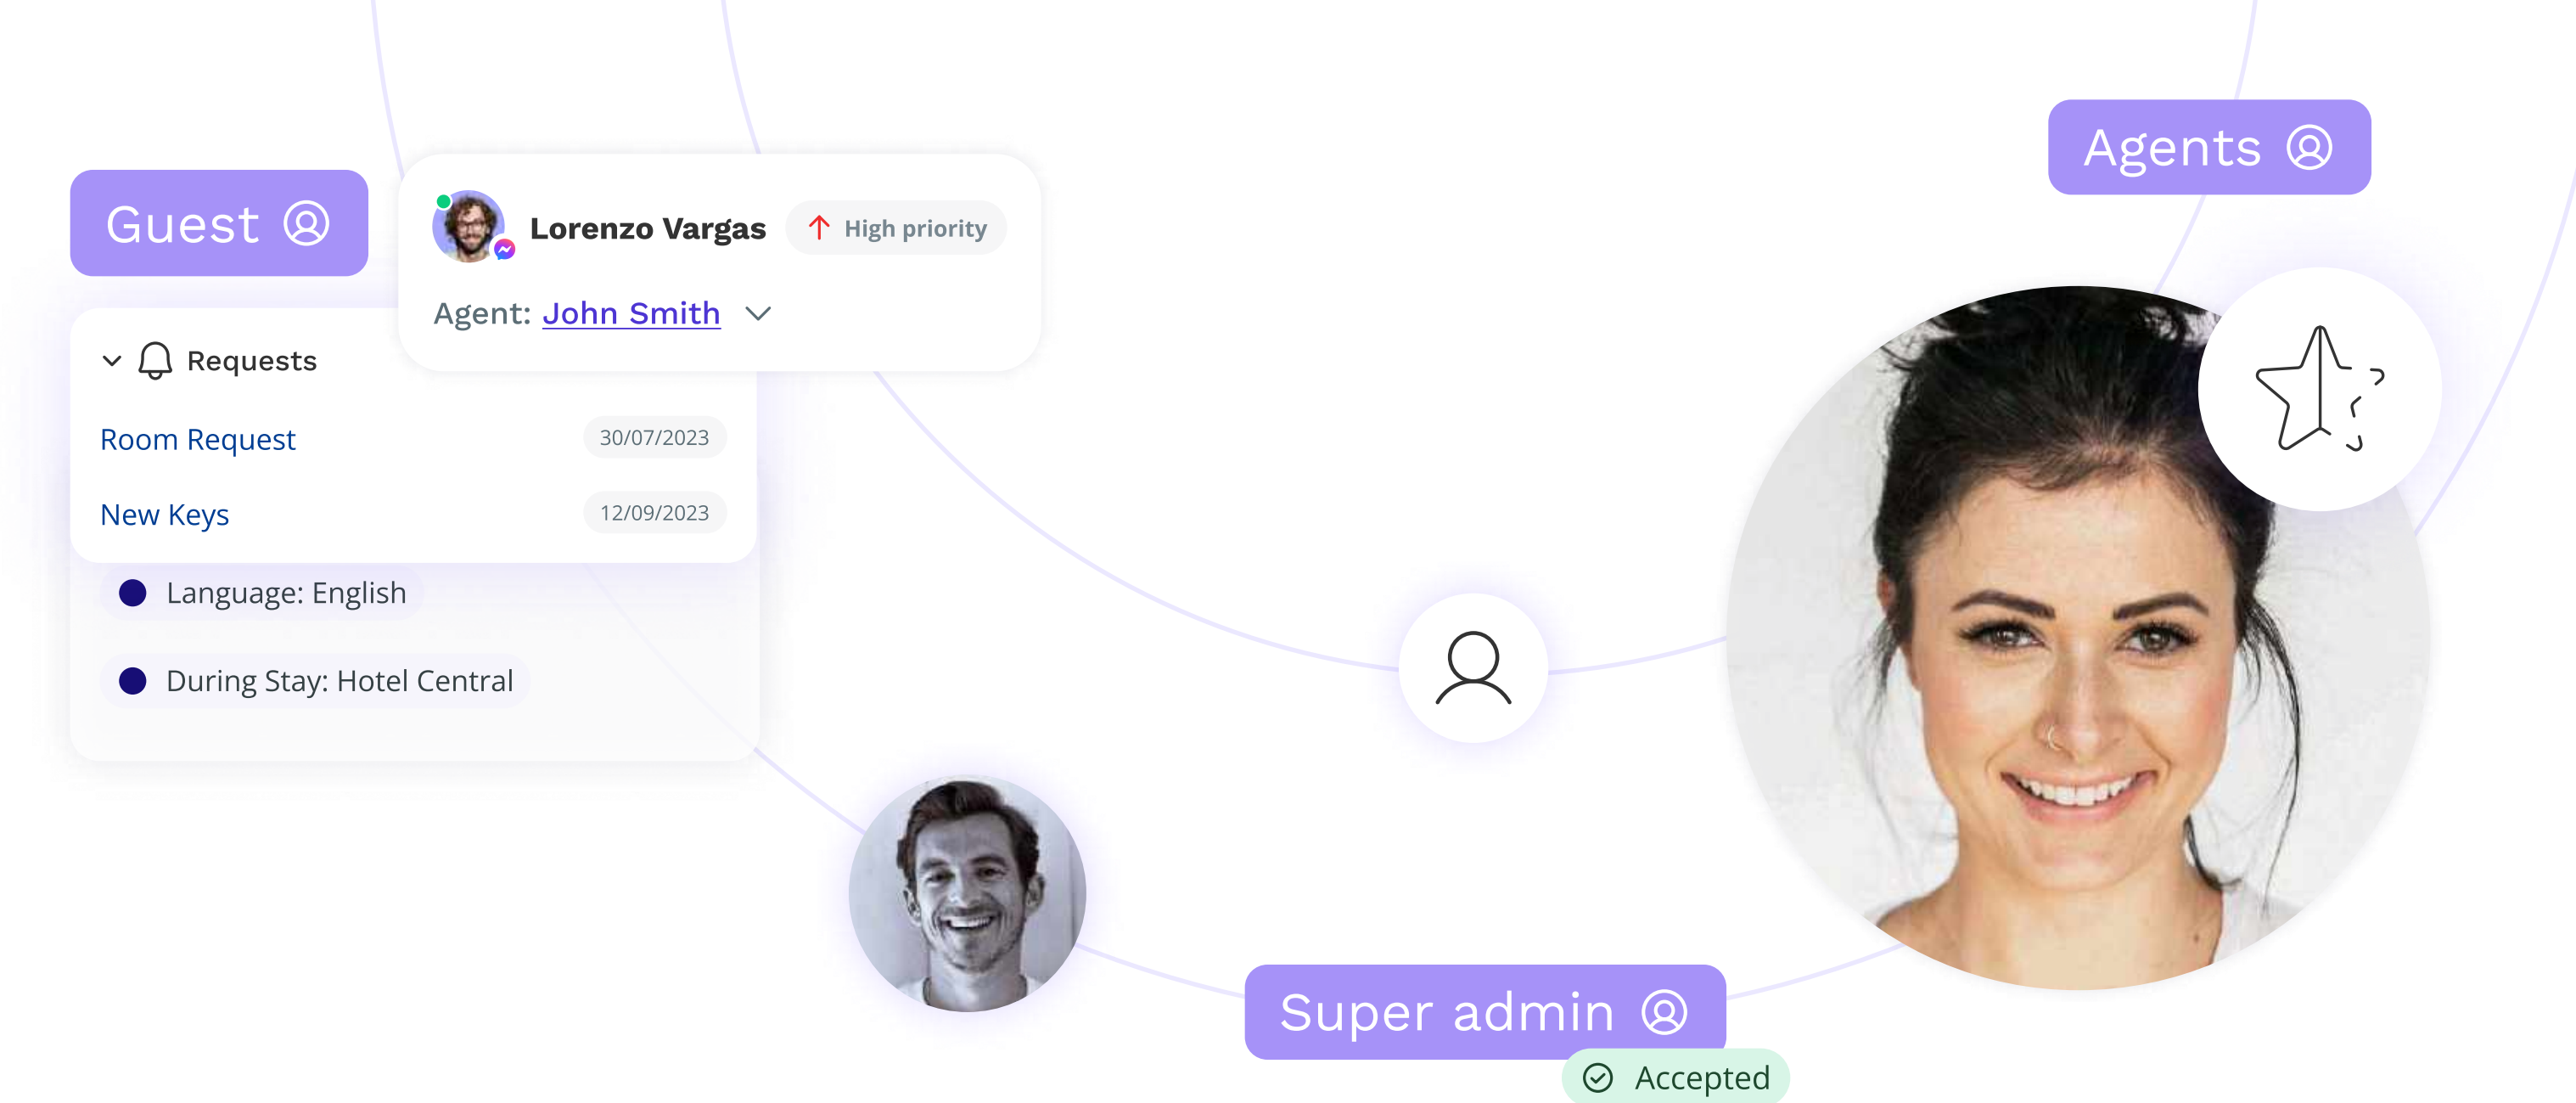 Guest
Lorenzo Vargas
High priority
Agent: John Smith
Requests
Room Request
30/07/2023
New Keys
12/09/2023
Language: English
During Stay: Hotel Central
Agents
Super admin
Accepted